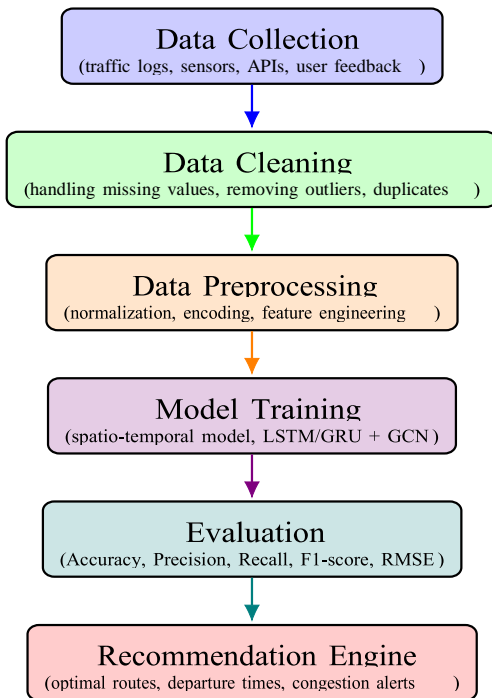 Data Collection
(traffic logs, sensors, APIs, user feedback )
Data Cleaning
(handling missing values, removing outliers, duplicates )
Data Preprocessing
(normalization, encoding, feature engineering )
Model Training
(spatio-temporal model, LSTM/GRU + GCN)
Evaluation
(Accuracy, Precision, Recall, F1-score, RMSE)
Recommendation Engine
(optimal routes, departure times, congestion alerts )